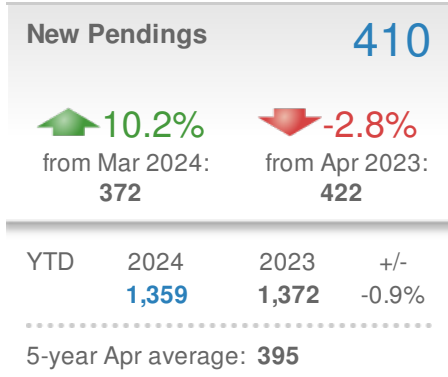 New Pendings 410
10.2% -2.8%
from Mar 2024: from Apr 2023:
372 422
YTD 2024 2023 +/-
1,359 1,372 -0.9%
5-year Apr average: 395